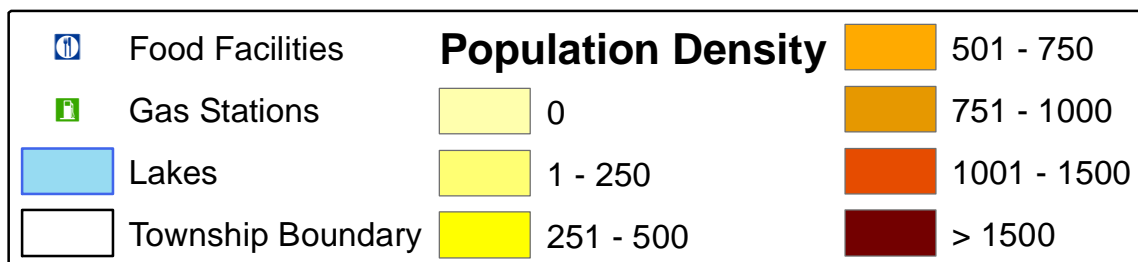 Food Facilities
Gas Stations
Lakes
Township Boundary
Population Density
0
1 - 250
251 - 500
501 - 750
751 - 1000
1001 - 1500
> 1500